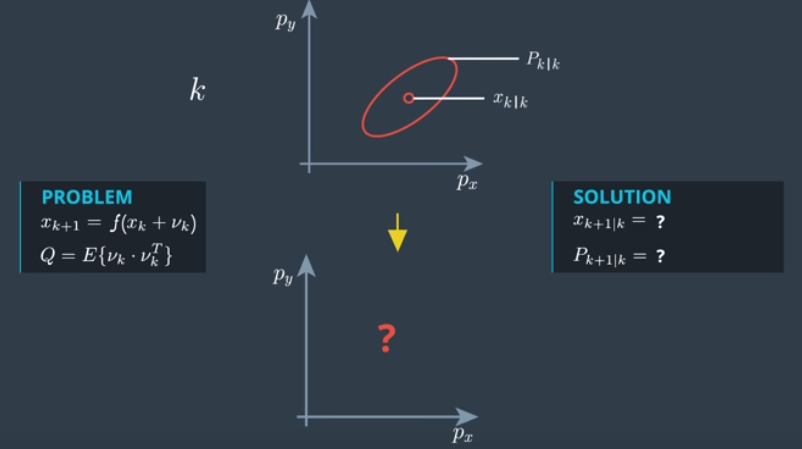 p_y
k
P_{k|k}
x_{k|k}
p_x
PROBLEM
x_{k+1} = f(x_k + ν_k)
Q = E{ν_k · ν_k^T}
SOLUTION
x_{k+1|k} = ?
P_{k+1|k} = ?
p_y
?
p_x